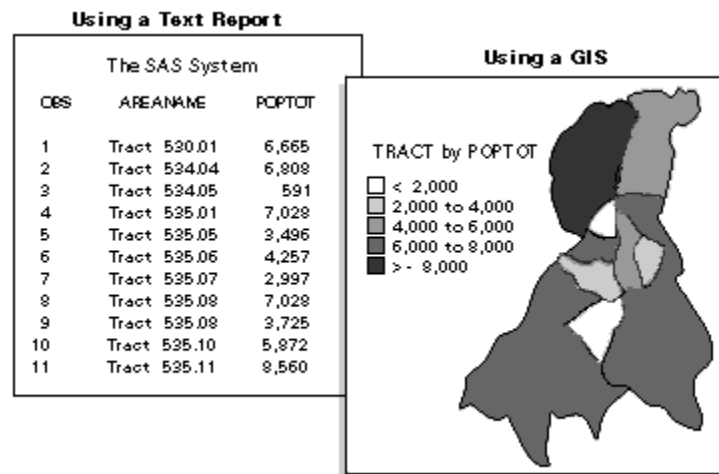 Using a Text Report
The SAS System
OBS AREANAME POPTOT
1 Tract 530.01 6,665
2 Tract 534.04 6,808
3 Tract 534.05 591
4 Tract 535.01 7,028
5 Tract 535.05 3,496
6 Tract 535.06 4,257
7 Tract 535.07 2,997
8 Tract 535.08 7,028
9 Tract 535.08 3,725
10 Tract 535.10 5,872
11 Tract 535.11 8,560
Using a GIS
TRACT by POPTOT
< 2,000
2,000 to 4,000
4,000 to 6,000
6,000 to 8,000
>- 8,000